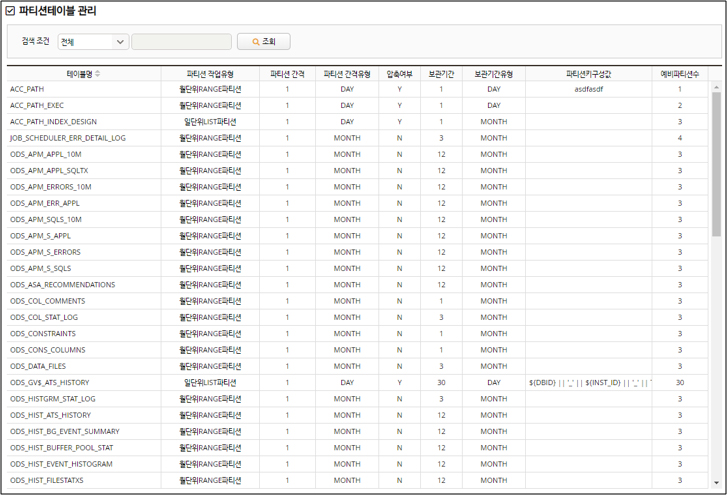 파티션테이블 관리
검색 조건 전체 조회
테이블명 파티션 작업유형 파티션 간격 파티션 간격유형 압축여부 보관기간 보관기간유형 파티션키구성값 예비파티션수
ACC_PATH 월단위RANGE파티션 1 DAY Y 1 DAY asdfasdf 1
ACC_PATH_EXEC 월단위RANGE파티션 1 DAY Y 1 DAY 2
ACC_PATH_INDEX_DESIGN 일단위LIST파티션 1 DAY Y 1 MONTH 3
JOB_SCHEDULER_ERR_DETAIL_LOG 월단위RANGE파티션 1 MONTH N 3 MONTH 4
ODS_APM_APPL_10M 월단위RANGE파티션 1 MONTH N 12 MONTH 3
ODS_APM_APPL_SQLTX 월단위RANGE파티션 1 MONTH N 12 MONTH 3
ODS_APM_ERRORS_10M 월단위RANGE파티션 1 MONTH N 12 MONTH 3
ODS_APM_ERR_APPL 월단위RANGE파티션 1 MONTH N 12 MONTH 3
ODS_APM_SQLS_10M 월단위RANGE파티션 1 MONTH N 12 MONTH 3
ODS_APM_S_APPL 월단위RANGE파티션 1 MONTH N 12 MONTH 3
ODS_APM_S_ERRORS 월단위RANGE파티션 1 MONTH N 12 MONTH 3
ODS_APM_S_SQLS 월단위RANGE파티션 1 MONTH N 12 MONTH 3
ODS_ASA_RECOMMENDATIONS 월단위RANGE파티션 1 MONTH N 12 MONTH 3
ODS_COL_COMMENTS 월단위RANGE파티션 1 MONTH N 1 MONTH 3
ODS_COL_STAT_LOG 월단위RANGE파티션 1 MONTH N 3 MONTH 3
ODS_CONSTRAINTS 월단위RANGE파티션 1 MONTH N 1 MONTH 3
ODS_CONS_COLUMNS 월단위RANGE파티션 1 MONTH N 1 MONTH 3
ODS_DATA_FILES 월단위RANGE파티션 1 MONTH N 3 MONTH 3
ODS_GV$_ATS_HISTORY 일단위LIST파티션 1 DAY Y 30 DAY ${DBID} || '_' || ${INST_ID} || '_' || ' 30
ODS_HISTGRM_STAT_LOG 월단위RANGE파티션 1 MONTH N 3 MONTH 3
ODS_HIST_ATS_HISTORY 월단위RANGE파티션 1 MONTH N 12 MONTH 3
ODS_HIST_BG_EVENT_SUMMARY 월단위RANGE파티션 1 MONTH N 12 MONTH 3
ODS_HIST_BUFFER_POOL_STAT 월단위RANGE파티션 1 MONTH N 12 MONTH 3
ODS_HIST_EVENT_HISTOGRAM 월단위RANGE파티션 1 MONTH N 12 MONTH 3
ODS_HIST_FILESTATXS 월단위RANGE파티션 1 MONTH N 12 MONTH 3